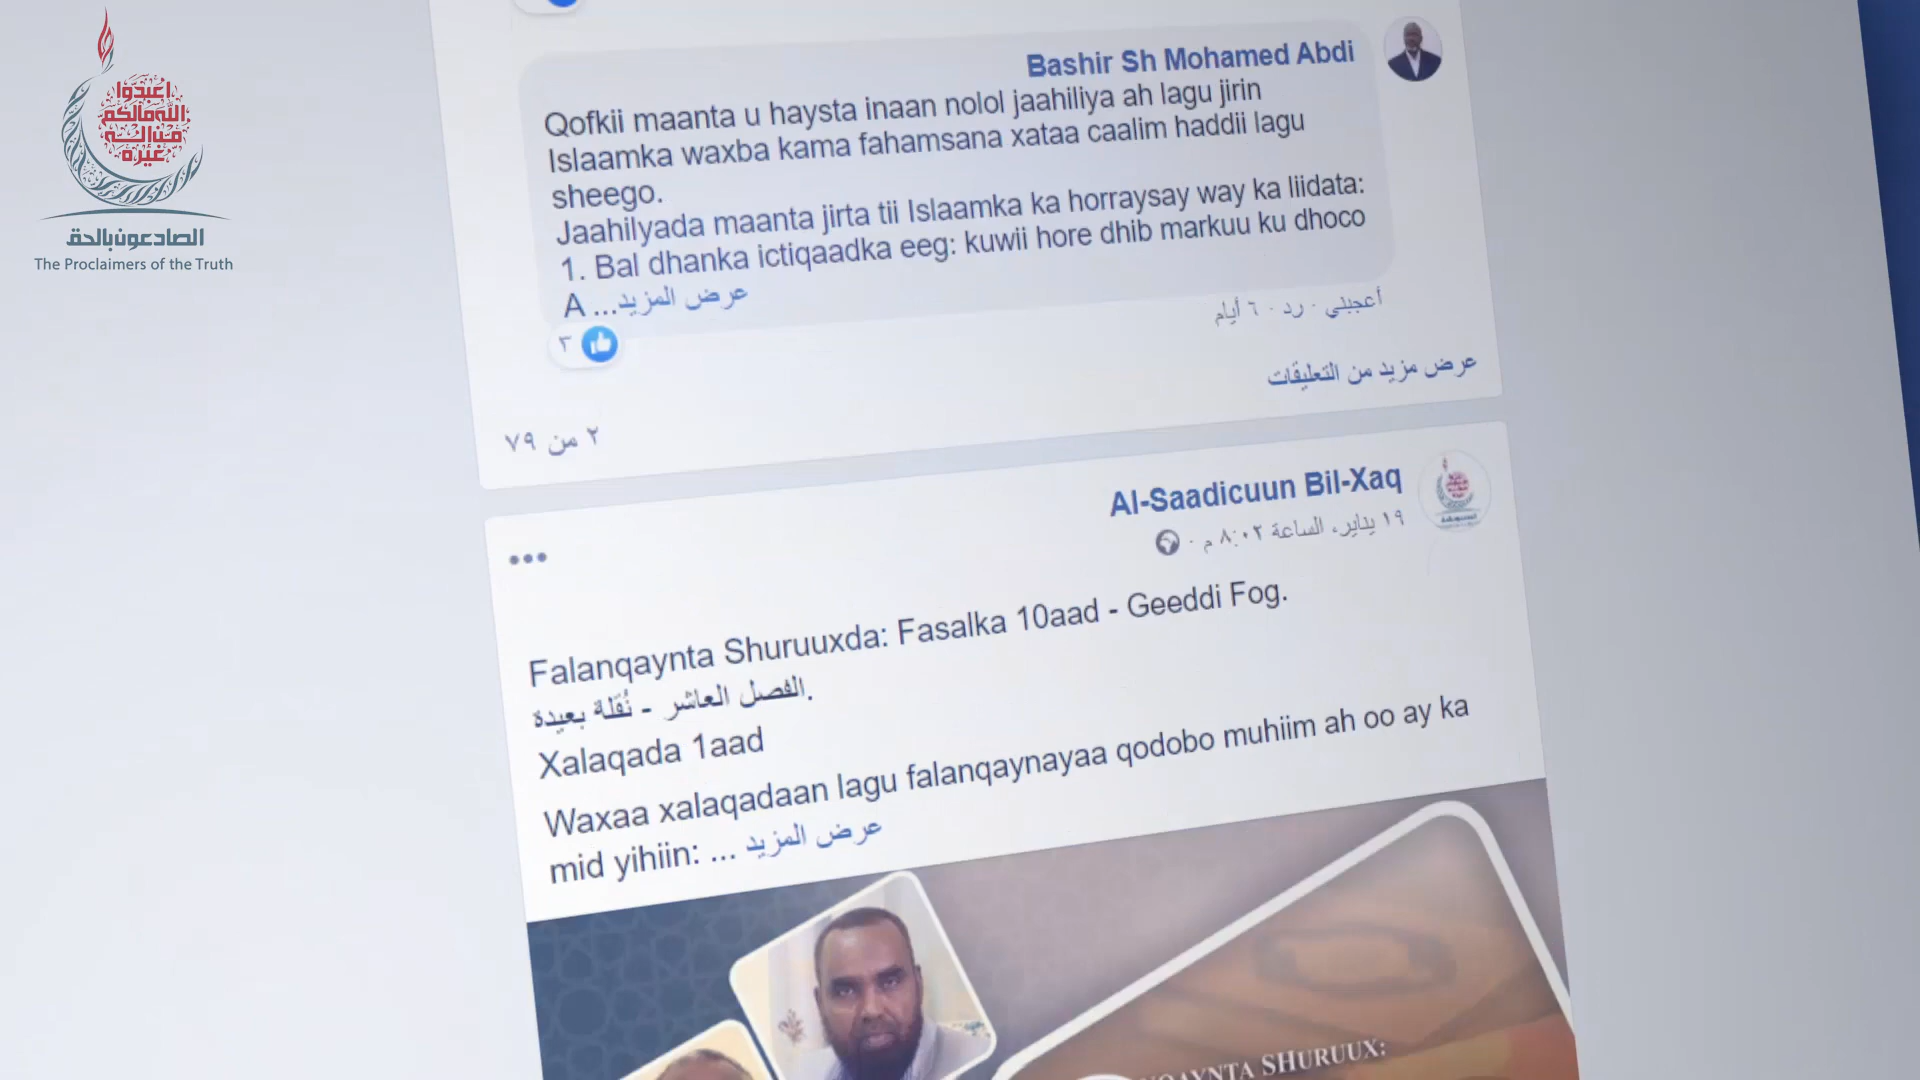 اعبدوا
الله مالكم
من إله
غيره
الصادعون بالحق
The Proclaimers of the Truth
Bashir Sh Mohamed Abdi
Qofkii maanta u haysta inaan nolol jaahiliya ah lagu jirin
Islaamka waxba kama fahamsana xataa caalim haddii lagu
sheego.
Jaahilyada maanta jirta tii Islaamka ka horraysay way ka liidata:
1. Bal dhanka ictiqaadka eeg: kuwii hore dhib markuu ku dhoco
A ...عرض المزيد
أعجبني · رد · ٦ أيام
٣
عرض مزيد من التعليقات
٢ من ٧٩
Al-Saadicuun Bil-Xaq
١٩ يناير، الساعة ٨:٠٢ م ·
Falanqaynta Shuruuxda: Fasalka 10aad - Geeddi Fog.
الفصل العاشر - نُقَلة بعيدة.
Xalaqada 1aad
Waxaa xalaqadaan lagu falanqaynayaa qodobo muhiim ah oo ay ka
mid yihiin: ... عرض المزيد
SHURUUX: